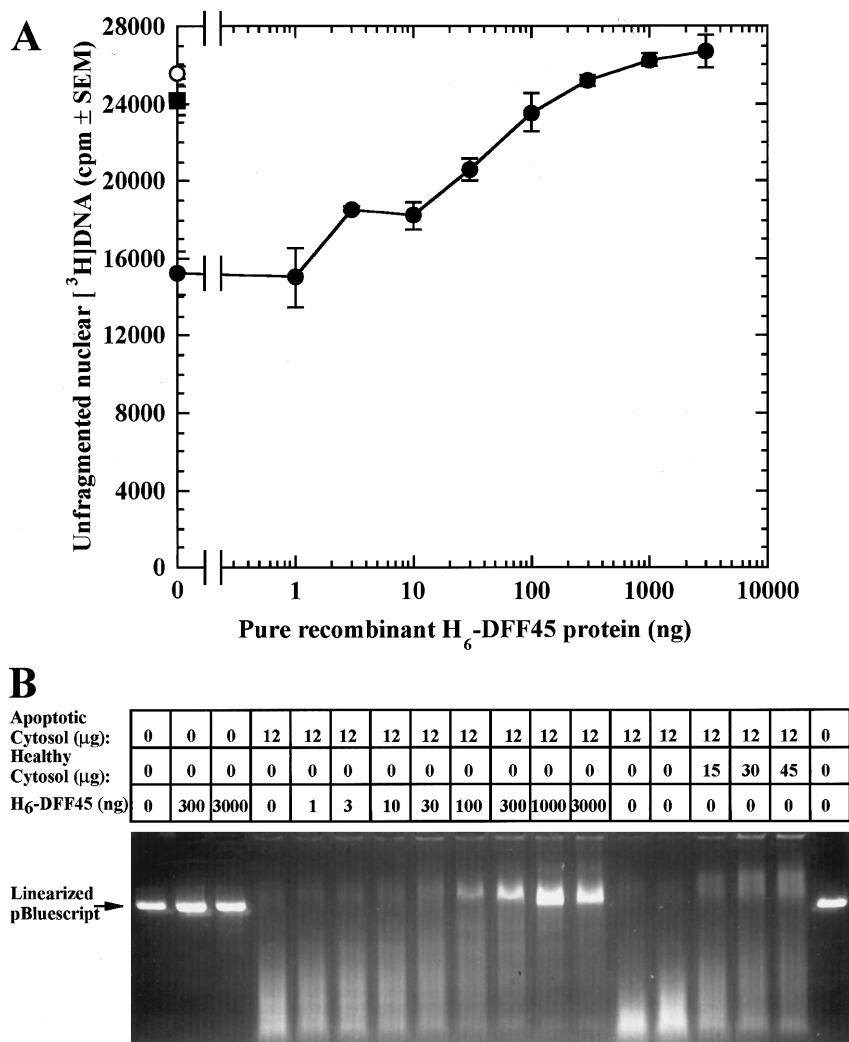 A
28000
24000
20000
16000
12000
8000
4000
0
Unfragmented nuclear [³H]DNA (cpm ± SEM)
0 1 10 100 1000 10000
Pure recombinant H₆-DFF45 protein (ng)
B
Apoptotic Cytosol (μg): 0 0 0 12 12 12 12 12 12 12 12 12 12 12 12 12 12 0
Healthy Cytosol (μg): 0 0 0 0 0 0 0 0 0 0 0 0 0 0 15 30 45 0
H₆-DFF45 (ng) 0 300 3000 0 1 3 10 30 100 300 1000 3000 0 0 0 0 0 0
Linearized
pBluescript